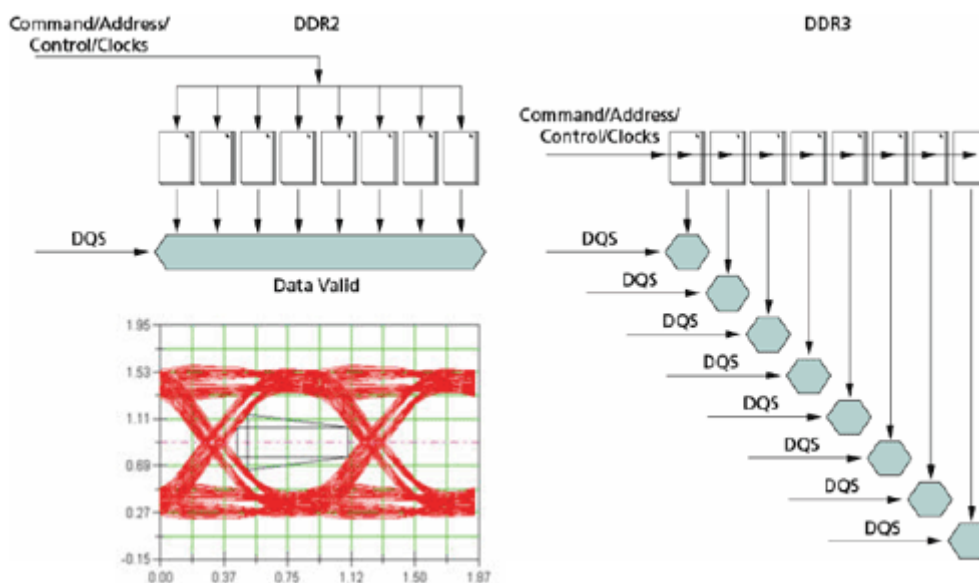 Command/Address/
Control/Clocks
DDR2
DQS
Data Valid
1.95
1.53
1.11
0.69
0.27
-0.15
0.00 0.37 0.75 1.12 1.50 1.87
DDR3
Command/Address/
Control/Clocks
DQS
DQS
DQS
DQS
DQS
DQS
DQS
DQS